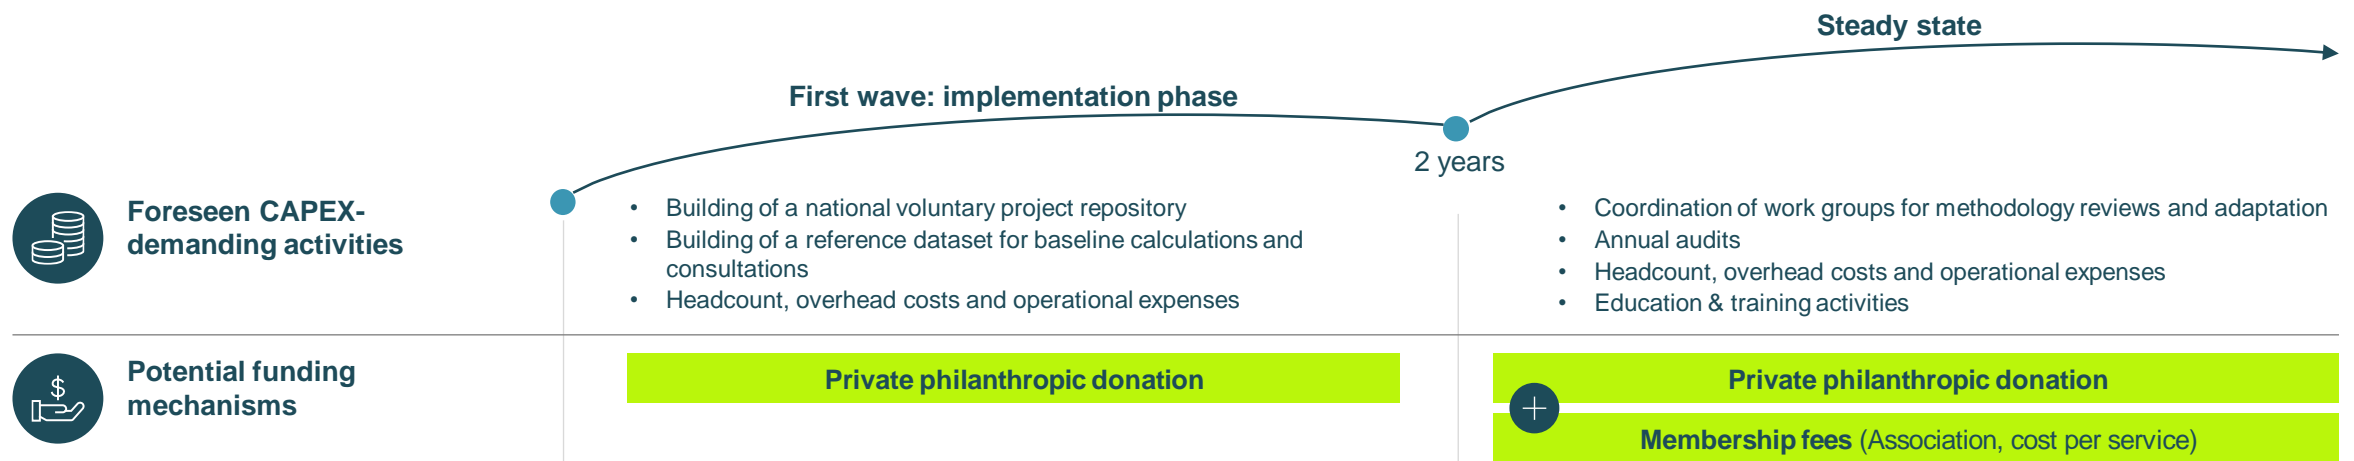 Steady state
First wave: implementation phase
2 years
Foreseen CAPEX-
demanding activities
• Building of a national voluntary project repository
• Building of a reference dataset for baseline calculations and
consultations
• Headcount, overhead costs and operational expenses
• Coordination of work groups for methodology reviews and adaptation
• Annual audits
• Headcount, overhead costs and operational expenses
• Education & training activities
Potential funding
mechanisms
$
Private philanthropic donation
Private philanthropic donation
+
Membership fees (Association, cost per service)